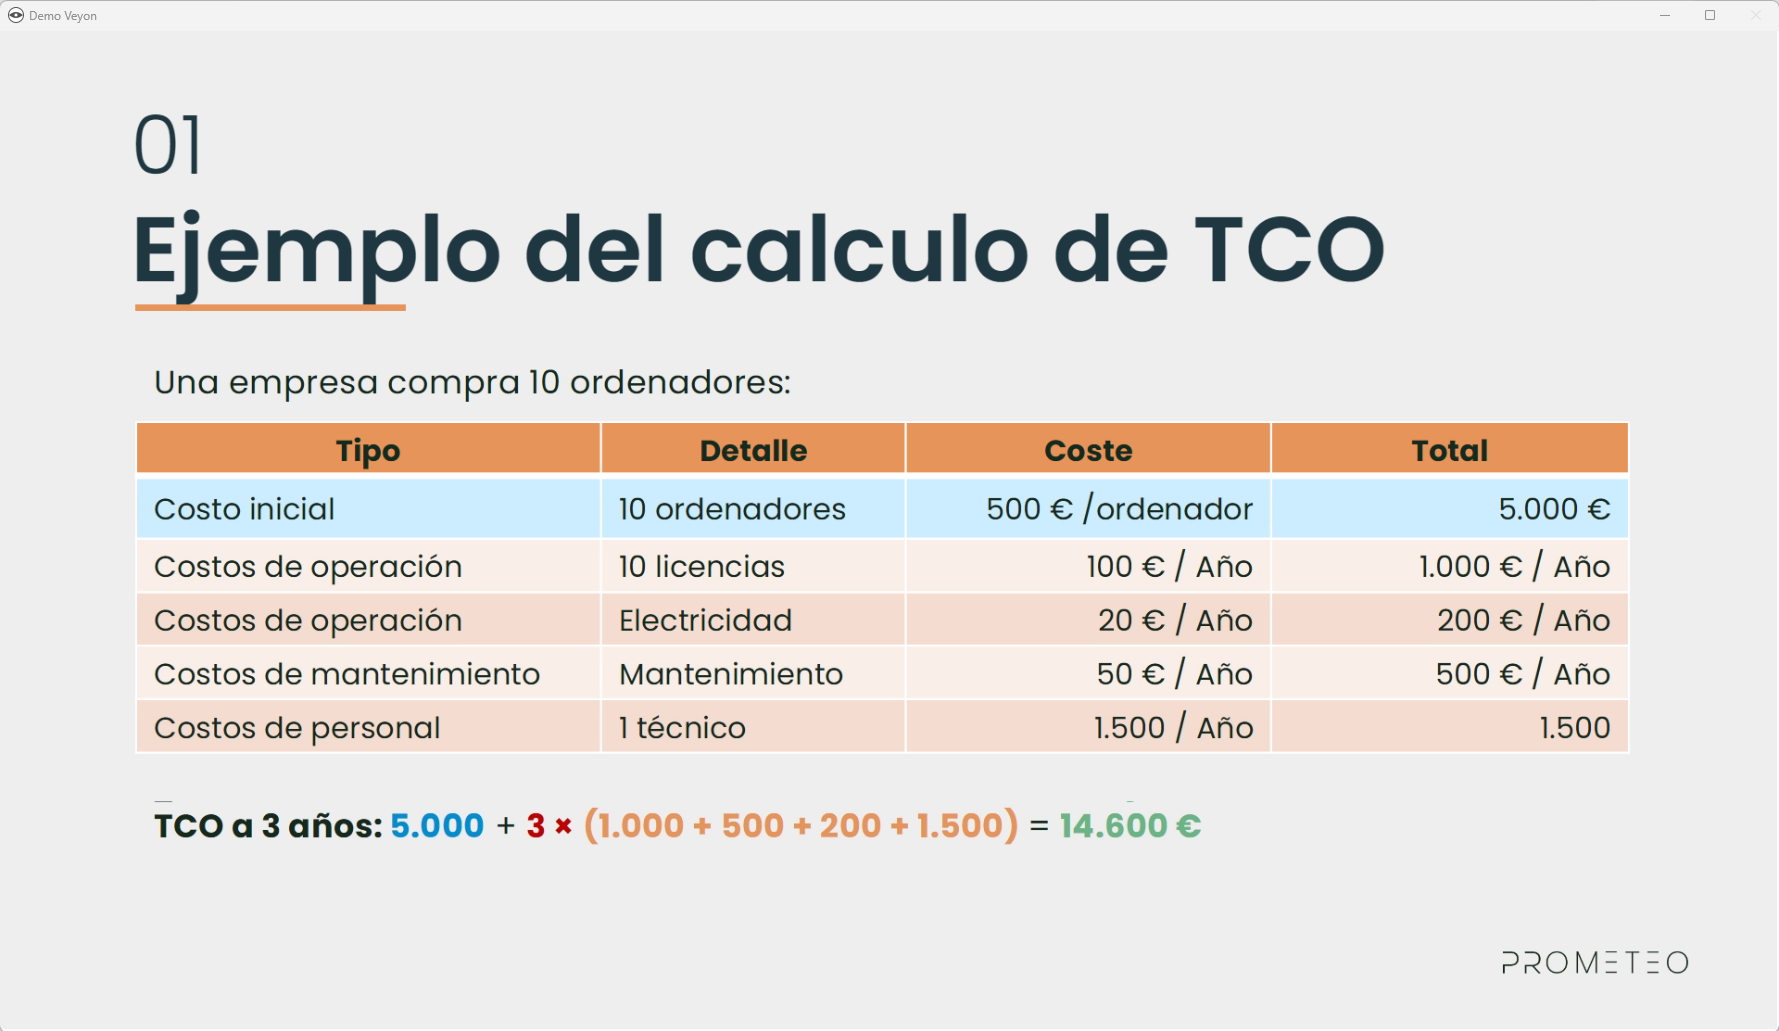 Demo Veyon
01
Ejemplo del calculo de TCO
Una empresa compra 10 ordenadores:
Tipo Detalle Coste Total
Costo inicial 10 ordenadores 500 € /ordenador 5.000 €
Costos de operación 10 licencias 100 € / Año 1.000 € / Año
Costos de operación Electricidad 20 € / Año 200 € / Año
Costos de mantenimiento Mantenimiento 50 € / Año 500 € / Año
Costos de personal 1 técnico 1.500 / Año 1.500
TCO a 3 años: 5.000 + 3 × (1.000 + 500 + 200 + 1.500) = 14.600 €
PROMETEO